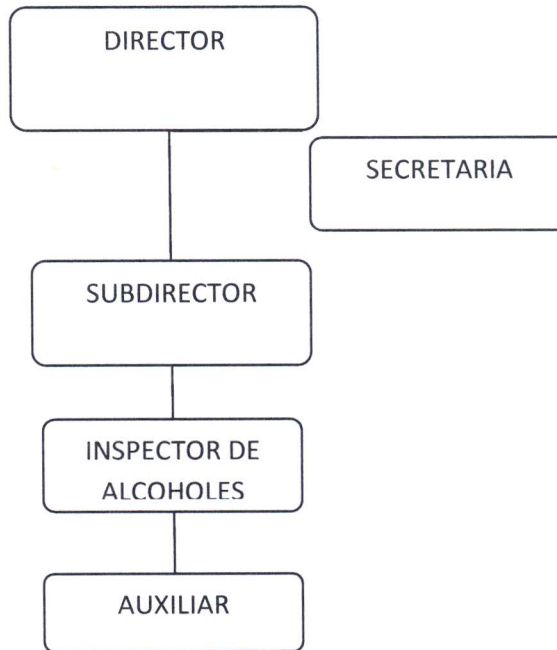 DIRECTOR
SECRETARIA
SUBDIRECTOR
INSPECTOR DE
ALCOHOLES
AUXILIAR